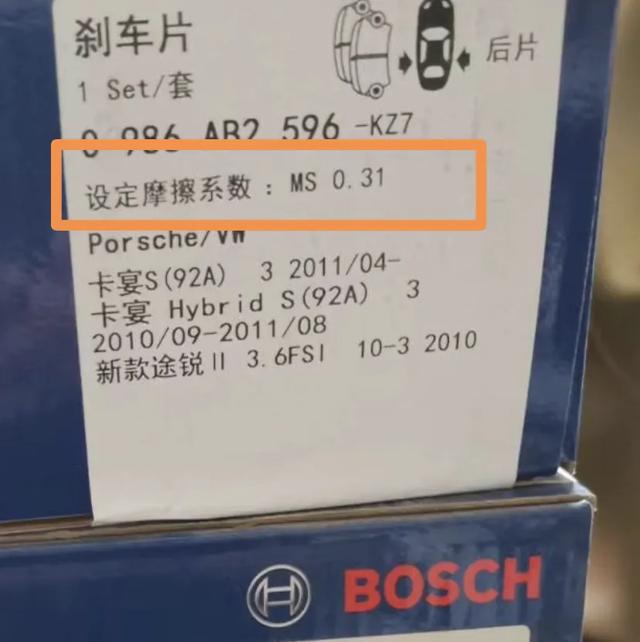 刹车片
1 Set/套
后片
0 986 AB2 596 -KZ7
设定摩擦系数 : MS 0.31
Porsche/VW
卡宴S(92A) 3 2011/04-
卡宴 Hybrid S(92A) 3
2010/09-2011/08
新款途锐II 3.6FSI 10-3 2010
BOSCH